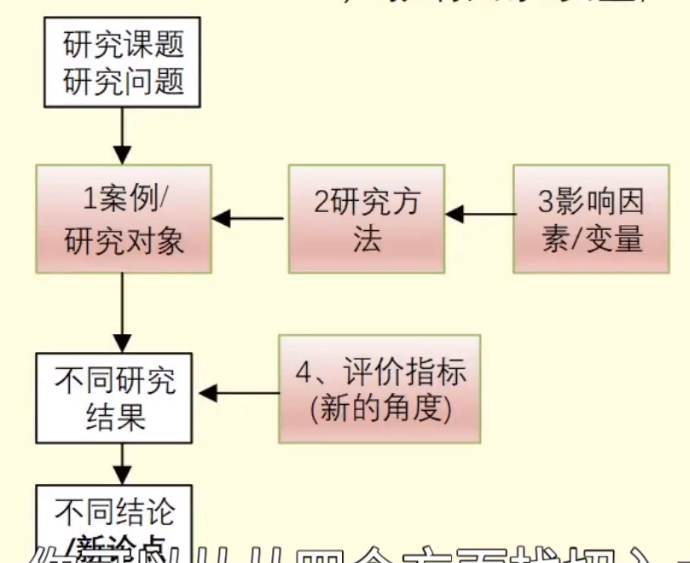 研究课题
研究问题
1案例/
研究对象
2研究方
法
3影响因
素/变量
不同研究
结果
4、评价指标
(新的角度)
不同结论
/新论点